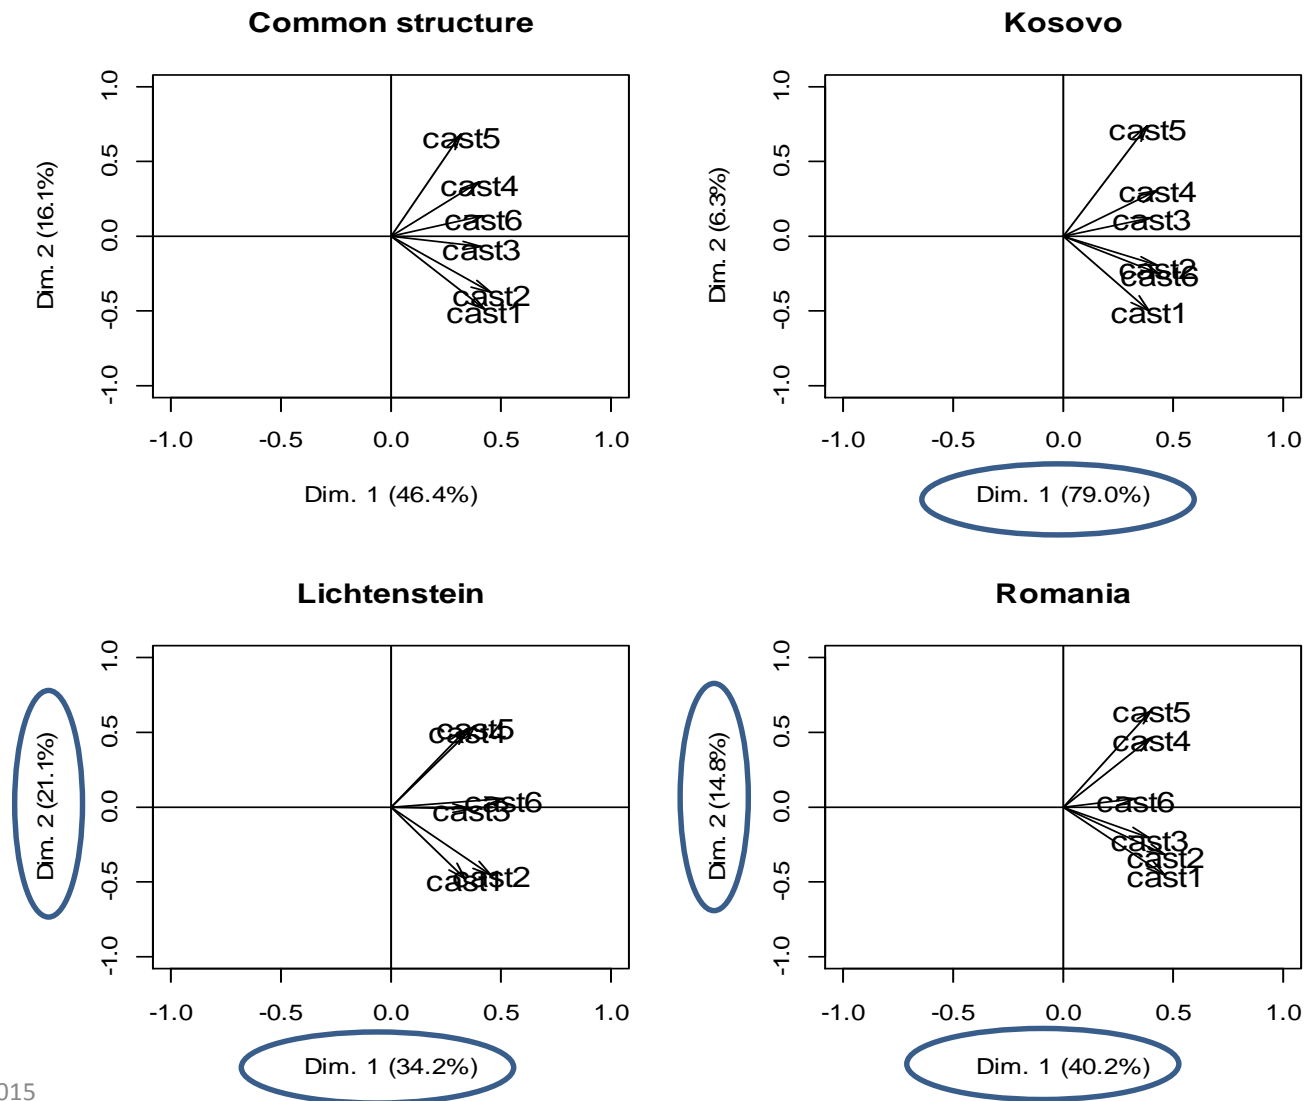 Common structure
Dim. 2 (16.1%)
1.0
0.5
0.0
-0.5
-1.0
cast5
cast4
cast6
cast3
cast2
cast1
-1.0 -0.5 0.0 0.5 1.0
Dim. 1 (46.4%)
Kosovo
Dim. 2 (6.3%)
1.0
0.5
0.0
-0.5
-1.0
cast5
cast4
cast3
cast2
cast6
cast1
-1.0 -0.5 0.0 0.5 1.0
Dim. 1 (79.0%)
Lichtenstein
Dim. 2 (21.1%)
1.0
0.5
0.0
-0.5
-1.0
cast5
cast4
cast6
cast3
cast2
cast1
-1.0 -0.5 0.0 0.5 1.0
Dim. 1 (34.2%)
Romania
Dim. 2 (14.8%)
1.0
0.5
0.0
-0.5
-1.0
cast5
cast4
cast6
cast3
cast2
cast1
-1.0 -0.5 0.0 0.5 1.0
Dim. 1 (40.2%)
015